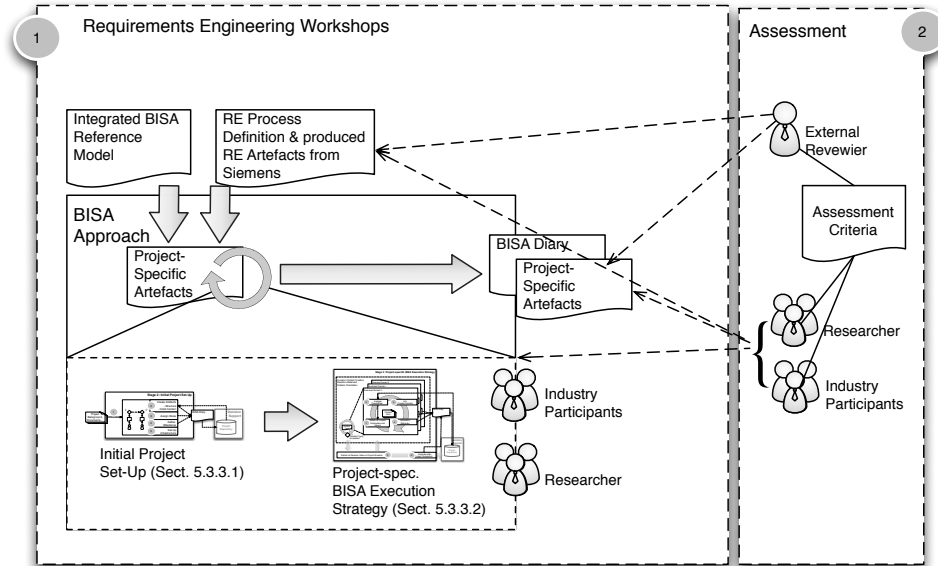 1
Requirements Engineering Workshops
Assessment
2
Integrated BISA
Reference
Model
RE Process
Definition & produced
RE Artefacts from
Siemens
External
Revewier
BISA
Approach
Assessment
Criteria
Project-
Specific
Artefacts
BISA Diary
Project-
Specific
Artefacts
Researcher
Industry
Participants
Industry
Participants
Researcher
Initial Project
Set-Up (Sect. 5.3.3.1)
Project-spec.
BISA Execution
Strategy (Sect. 5.3.3.2)